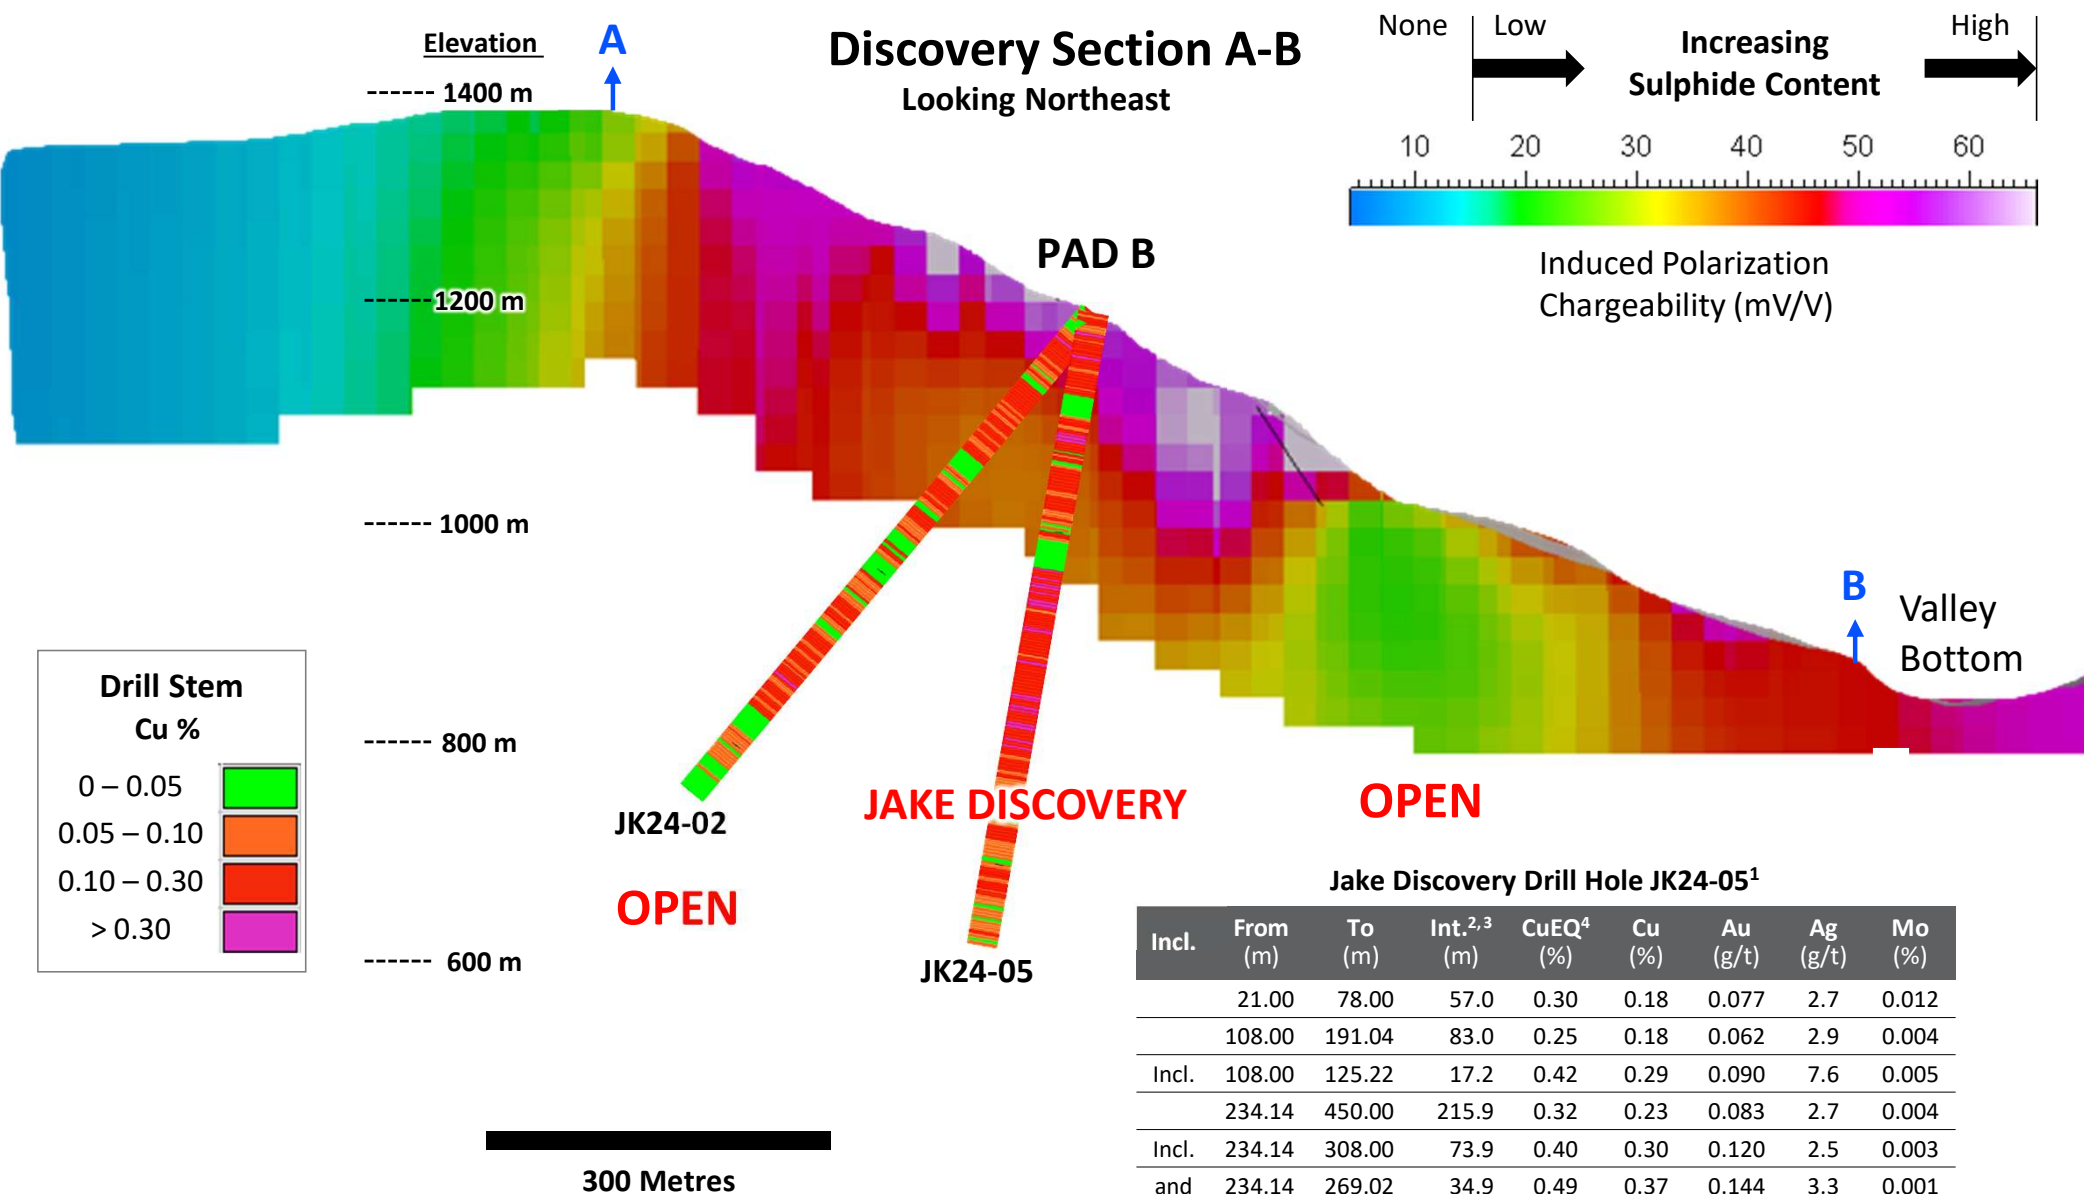 Discovery Section A-B
Looking Northeast
Elevation
A
------ 1400 m
------1200 m
------ 1000 m
------ 800 m
------ 600 m
None
Low
Increasing
Sulphide Content
High
10 20 30 40 50 60
Induced Polarization
Chargeability (mV/V)
PAD B
B
Valley
Bottom
Drill Stem
Cu %
0 – 0.05
0.05 – 0.10
0.10 – 0.30
> 0.30
JK24-02
OPEN
JAKE DISCOVERY
OPEN
JK24-05
300 Metres
Jake Discovery Drill Hole JK24-05¹
Incl. From (m) To (m) Int.²,³ (m) CuEQ⁴ (%) Cu (%) Au (g/t) Ag (g/t) Mo (%)
21.00 78.00 57.0 0.30 0.18 0.077 2.7 0.012
108.00 191.04 83.0 0.25 0.18 0.062 2.9 0.004
Incl. 108.00 125.22 17.2 0.42 0.29 0.090 7.6 0.005
234.14 450.00 215.9 0.32 0.23 0.083 2.7 0.004
Incl. 234.14 308.00 73.9 0.40 0.30 0.120 2.5 0.003
and 234.14 269.02 34.9 0.49 0.37 0.144 3.3 0.001